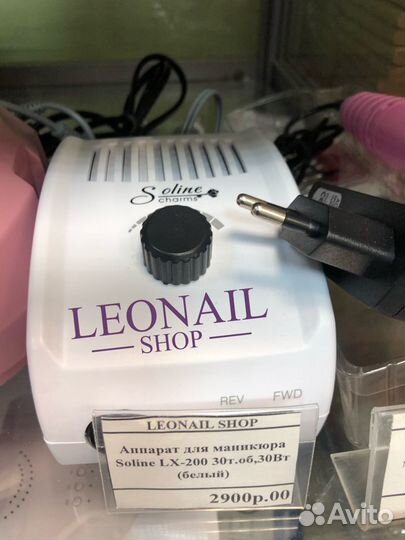 Soline
charms
LEONAIL
SHOP
REV FWD
LEONAIL SHOP
Аппарат для маникюра
Soline LX-200 30т.об,30Вт
(белый)
2900р.00
Avito